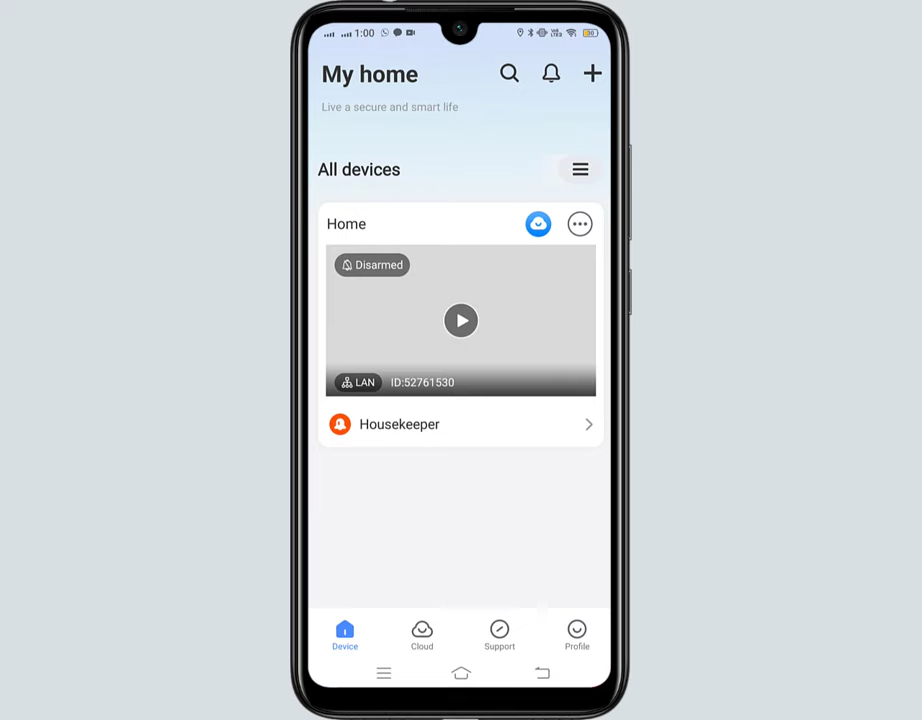 1:00
My home
Live a secure and smart life
All devices
Home
Disarmed
LAN ID:52761530
Housekeeper
Device Cloud Support Profile